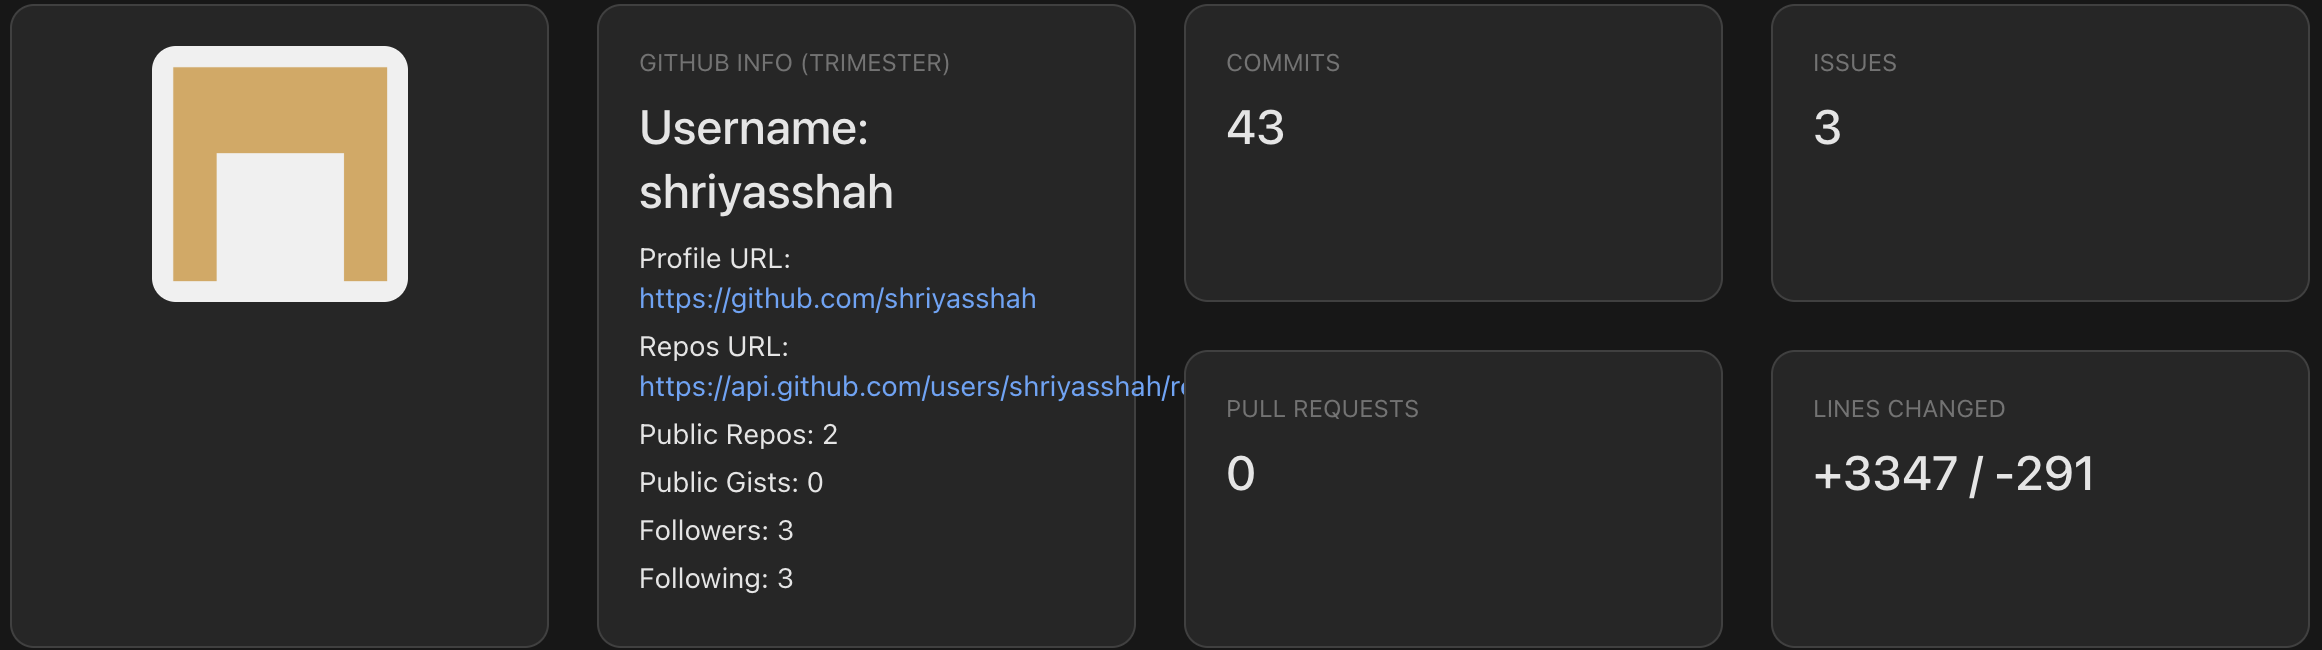 GITHUB INFO (TRIMESTER)
Username:
shriyasshah
Profile URL:
https://github.com/shriyasshah
Repos URL:
https://api.github.com/users/shriyasshah/re
Public Repos: 2
Public Gists: 0
Followers: 3
Following: 3
COMMITS
43
ISSUES
3
PULL REQUESTS
0
LINES CHANGED
+3347 / -291